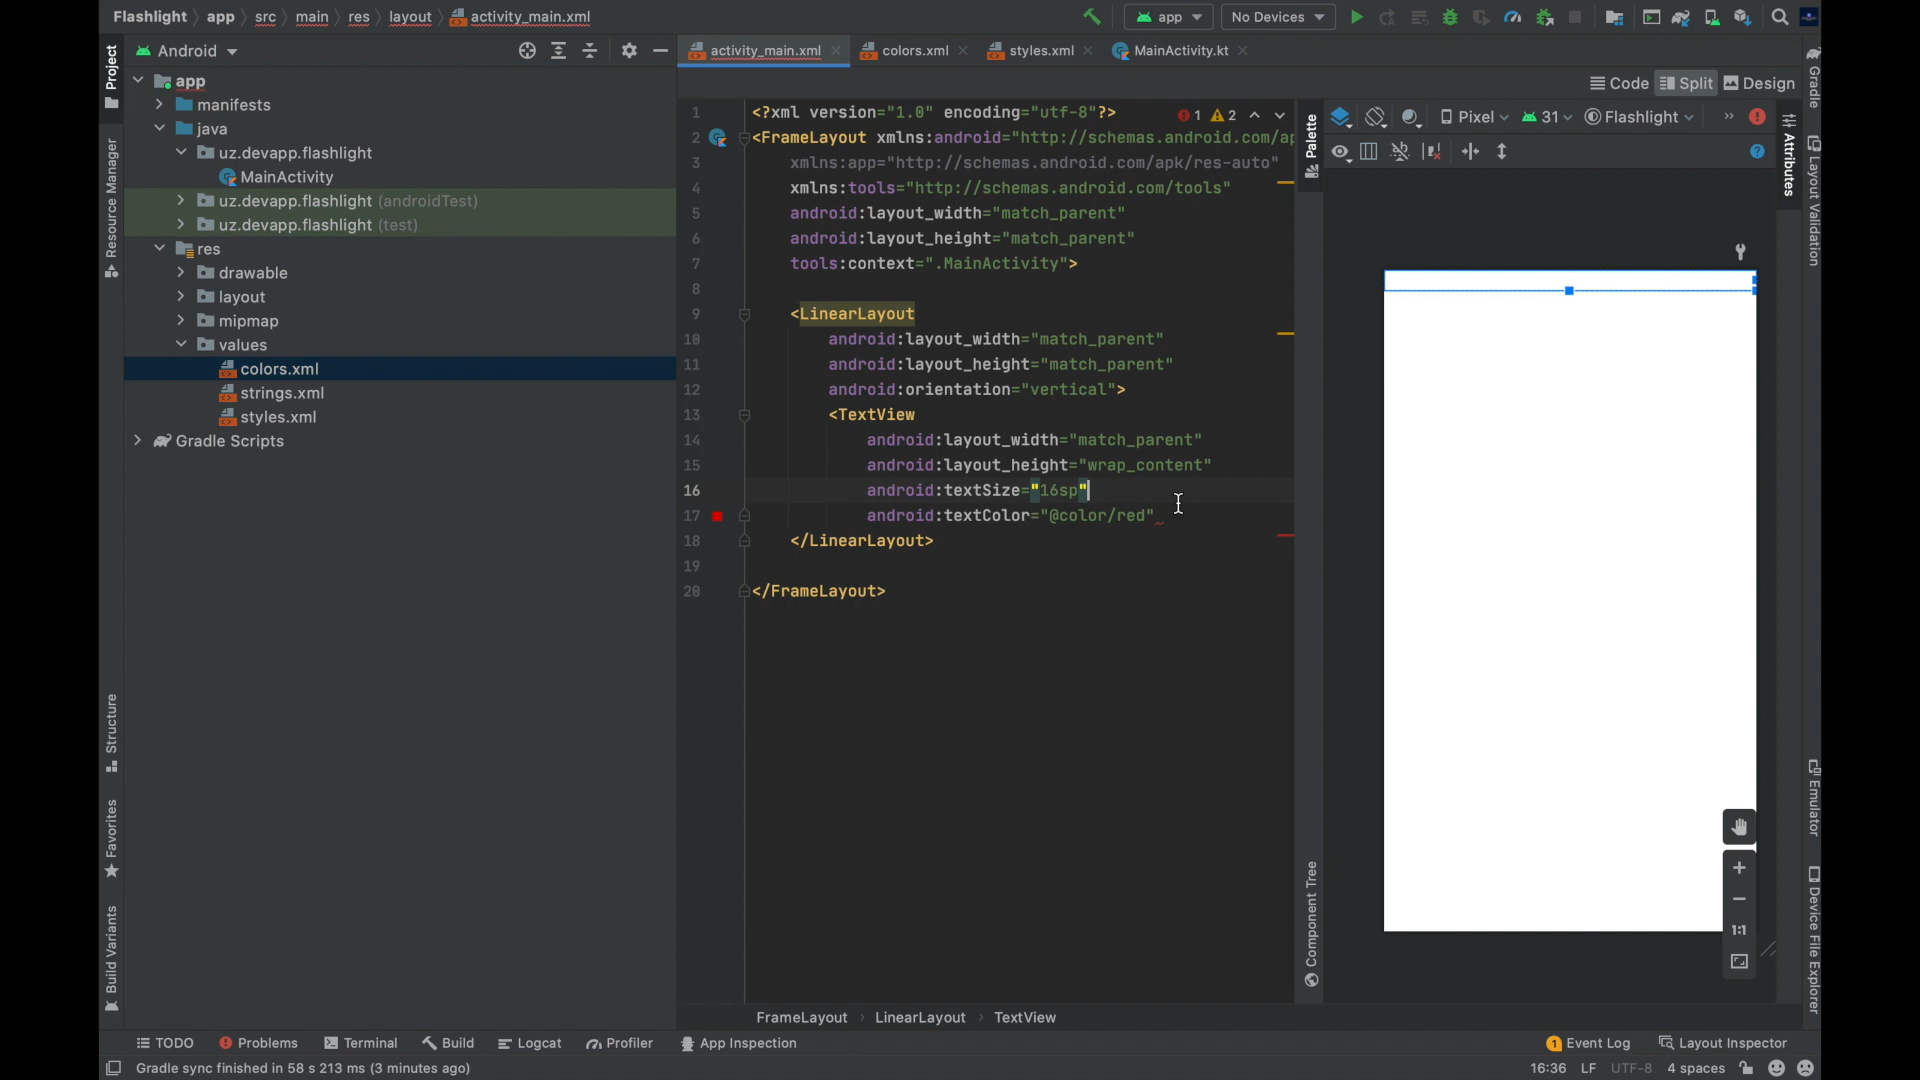 Flashlight app src main res layout activity_main.xml app No Devices
Project Android activity_main.xml colors.xml styles.xml MainActivity.kt Gradle
Code Split Design
app
manifests
java
uz.devapp.flashlight
MainActivity
uz.devapp.flashlight (androidTest)
uz.devapp.flashlight (test)
res
drawable
layout
mipmap
values
colors.xml
strings.xml
styles.xml
Gradle Scripts
Resource Manager
Structure
Favorites
Build Variants
1 <?xml version="1.0" encoding="utf-8"?> 1 2
2 <FrameLayout xmlns:android="http://schemas.android.com/ap
3 xmlns:app="http://schemas.android.com/apk/res-auto"
4 xmlns:tools="http://schemas.android.com/tools"
5 android:layout_width="match_parent"
6 android:layout_height="match_parent"
7 tools:context=".MainActivity">
8
9 <LinearLayout
10 android:layout_width="match_parent"
11 android:layout_height="match_parent"
12 android:orientation="vertical">
13 <TextView
14 android:layout_width="match_parent"
15 android:layout_height="wrap_content"
16 android:textSize="16sp"
17 android:textColor="@color/red"
18 </LinearLayout>
19
20 </FrameLayout>
Palette
Component Tree
Pixel 31 Flashlight »
?
1:1
Attributes
Layout Validation
Emulator
Device File Explorer
FrameLayout LinearLayout TextView
TODO Problems Terminal Build Logcat Profiler App Inspection 1 Event Log Layout Inspector
Gradle sync finished in 58 s 213 ms (3 minutes ago) 16:36 LF UTF-8 4 spaces